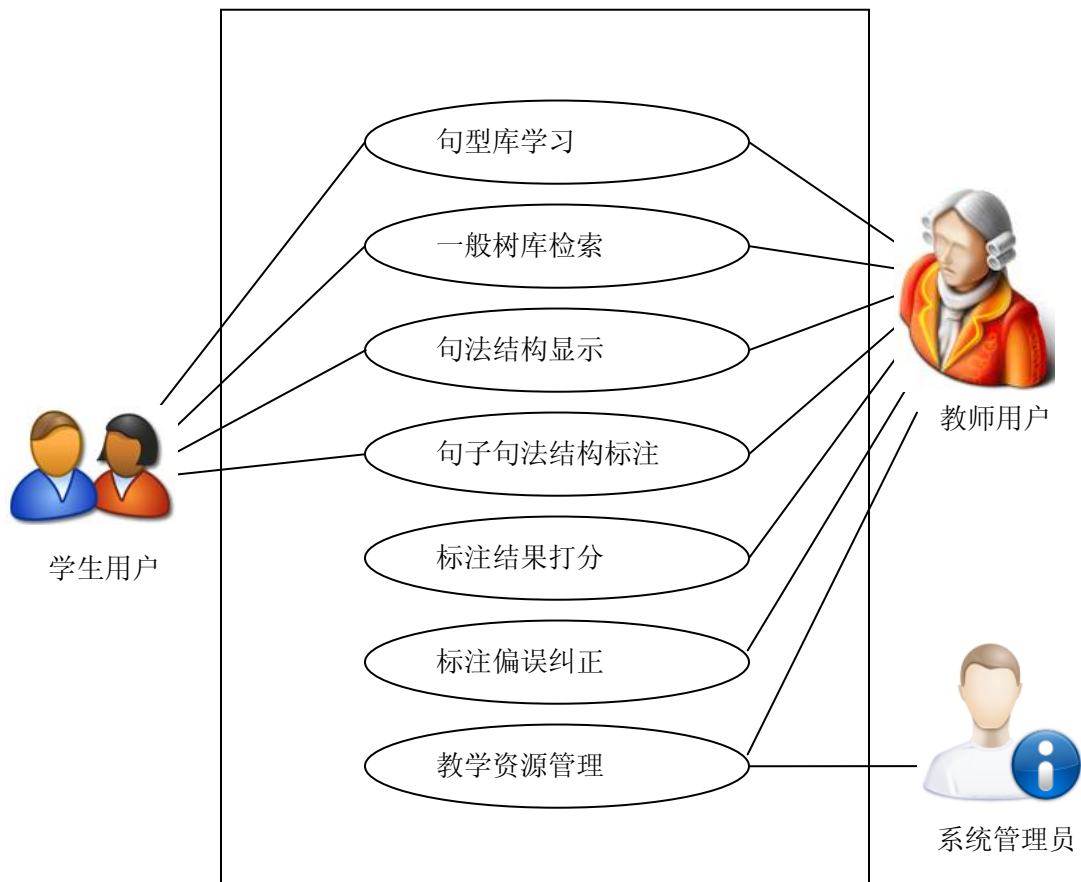 句型库学习
一般树库检索
句法结构显示
教师用户
句子句法结构标注
标注结果打分
学生用户
标注偏误纠正
教学资源管理
系统管理员